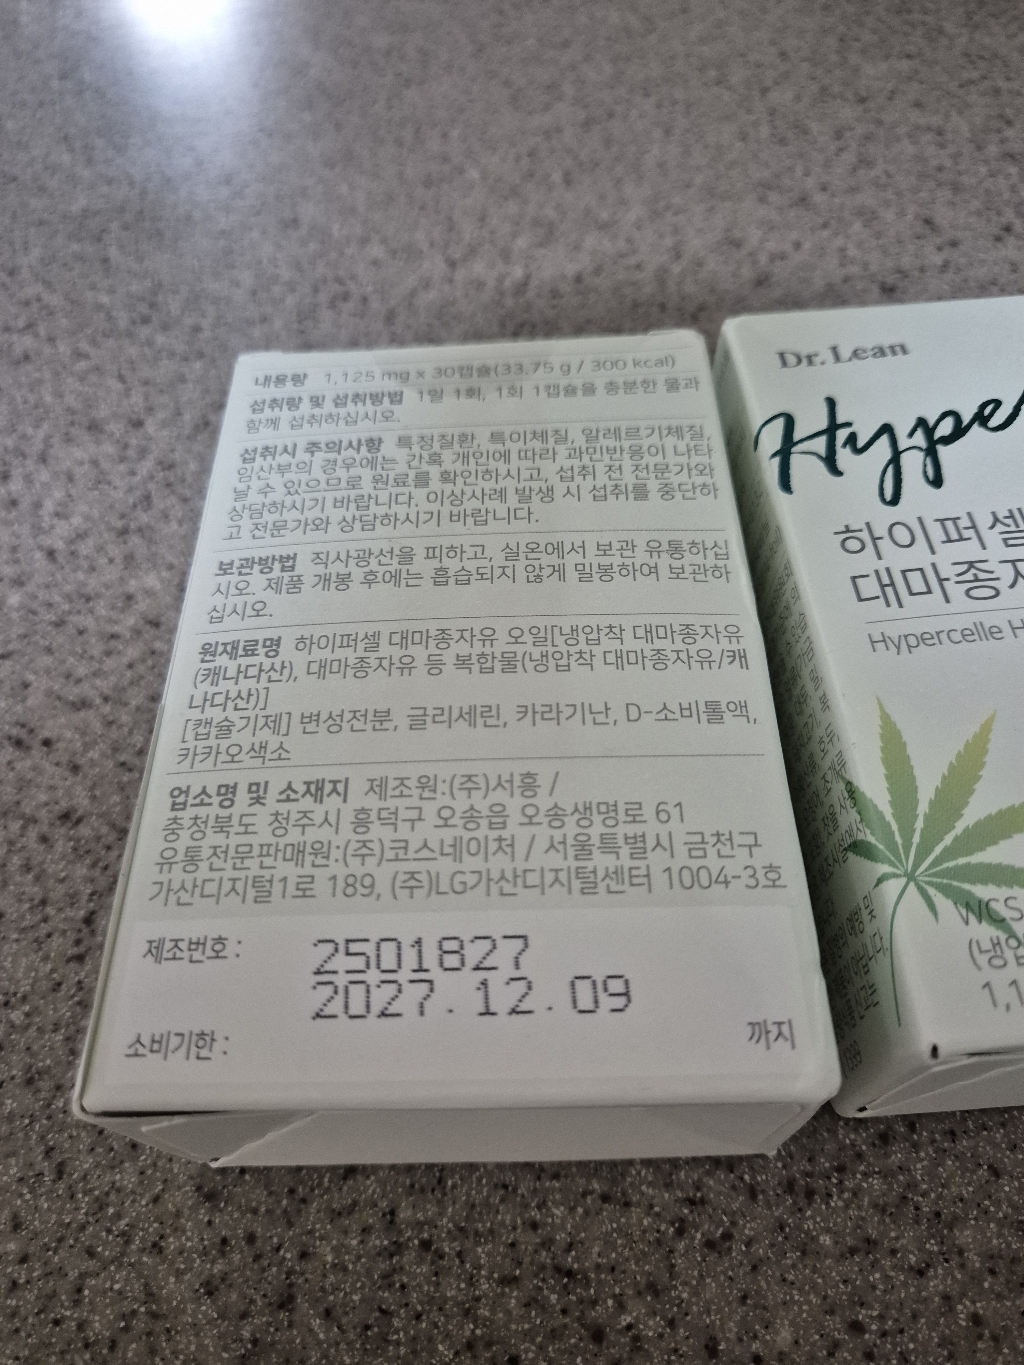 내용량 1,125 mg x 30캡슐(33.75 g / 300 kcal)
섭취량 및 섭취방법 1일 1회, 1회 1캡슐을 충분한 물과
함께 섭취하십시오.
섭취시 주의사항 특정질환, 특이체질, 알레르기체질,
임산부의 경우에는 간혹 개인에 따라 과민반응이 나타
날 수 있으므로 원료를 확인하시고, 섭취 전 전문가와
상담하시기 바랍니다. 이상사례 발생 시 섭취를 중단하
고 전문가와 상담하시기 바랍니다.
보관방법 직사광선을 피하고, 실온에서 보관 유통하십
시오. 제품 개봉 후에는 흡습되지 않게 밀봉하여 보관하
십시오.
원재료명 하이퍼셀 대마종자유 오일[냉압착 대마종자유
(캐나다산), 대마종자유 등 복합물(냉압착 대마종자유/캐
나다산)]
[캡슐기제] 변성전분, 글리세린, 카라기난, D-소비톨액,
카카오색소
업소명 및 소재지 제조원:(주)서흥 /
충청북도 청주시 흥덕구 오송읍 오송생명로 61
유통전문판매원:(주)코스네이처 / 서울특별시 금천구
가산디지털1로 189, (주)LG가산디지털센터 1004-3호
제조번호 : 2501827
2027.12.09
소비기한 : 까지
Dr.Lean
Hyper
하이퍼셀
대마종자
Hypercelle H
WCS
(냉압
1,1